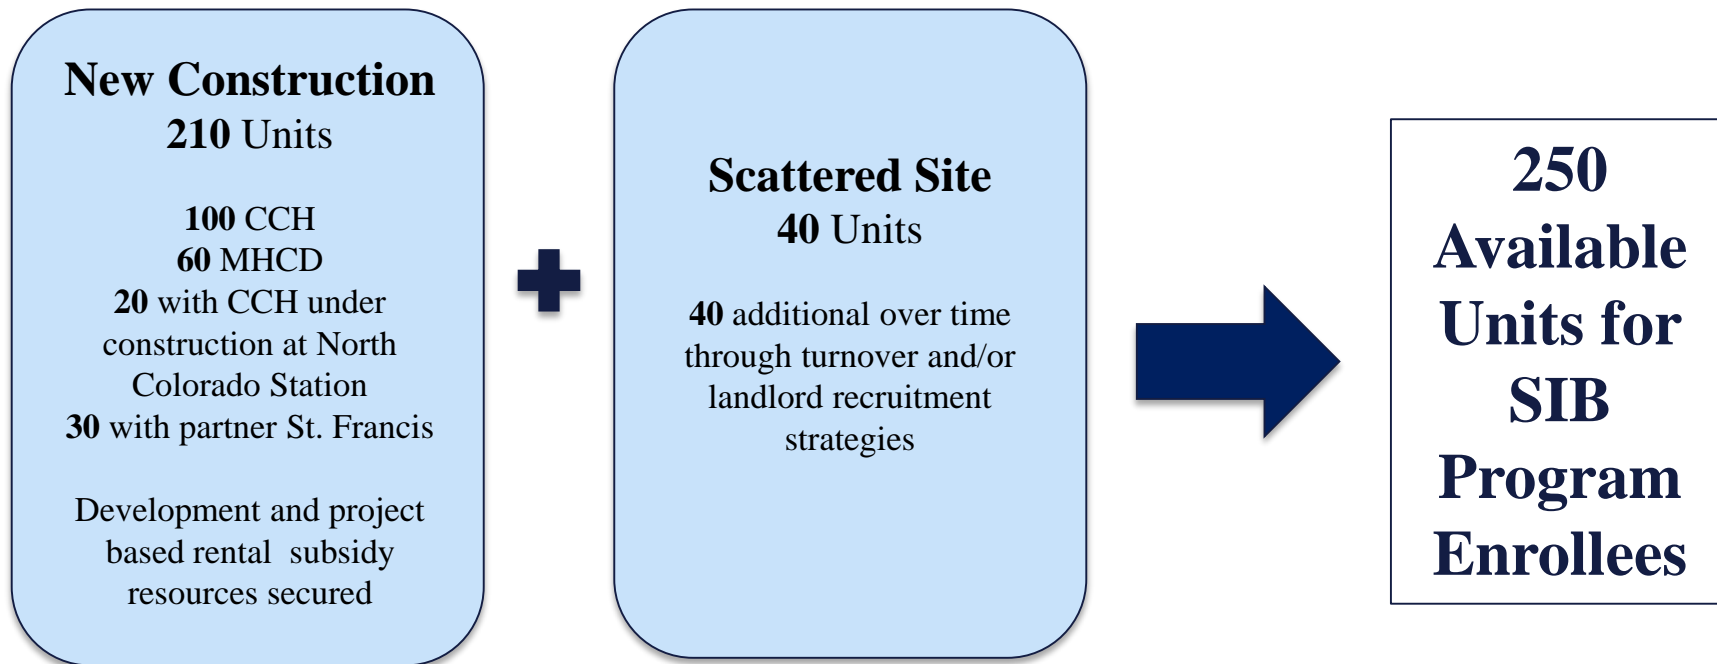 New Construction
210 Units
100 CCH
60 MHCD
20 with CCH under
construction at North
Colorado Station
30 with partner St. Francis
Development and project
based rental  subsidy
resources secured
Scattered Site
40 Units
40 additional over time
through turnover and/or
landlord recruitment
strategies
250
Available
Units for
SIB
Program
Enrollees